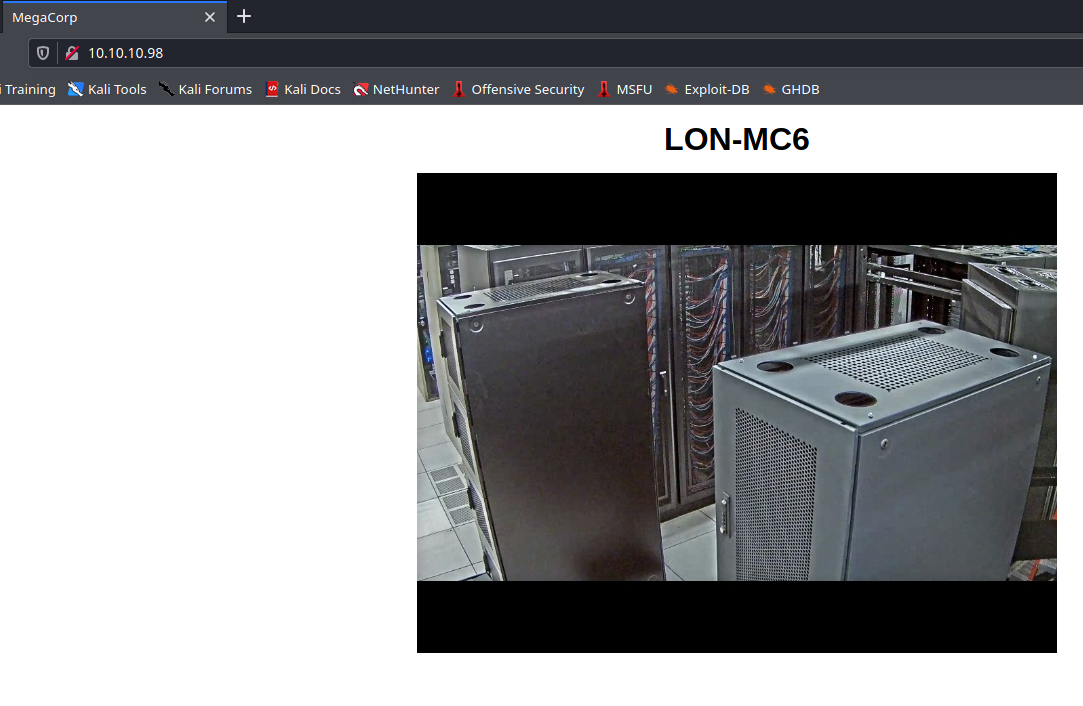 MegaCorp
10.10.10.98
i Training Kali Tools Kali Forums Kali Docs NetHunter Offensive Security MSFU Exploit-DB GHDB
LON-MC6